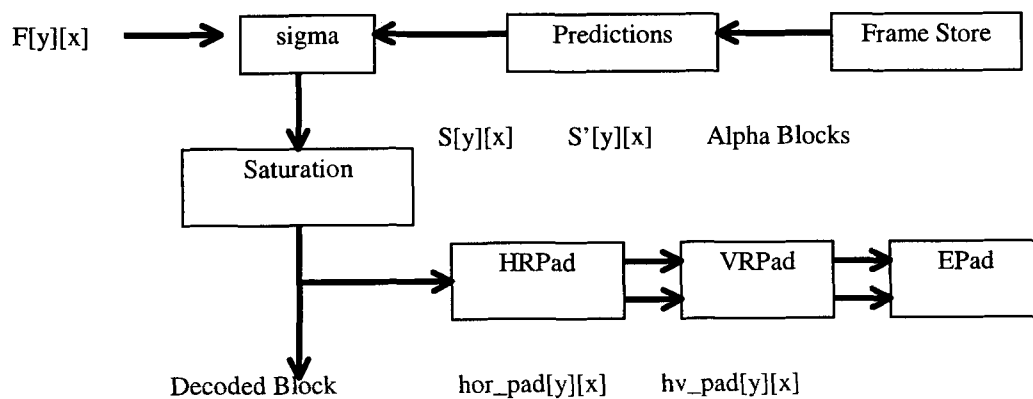 F[y][x]
sigma
Predictions
Frame Store
S[y][x] S'[y][x] Alpha Blocks
Saturation
HRPad
VRPad
EPad
Decoded Block
hor_pad[y][x] hv_pad[y][x]